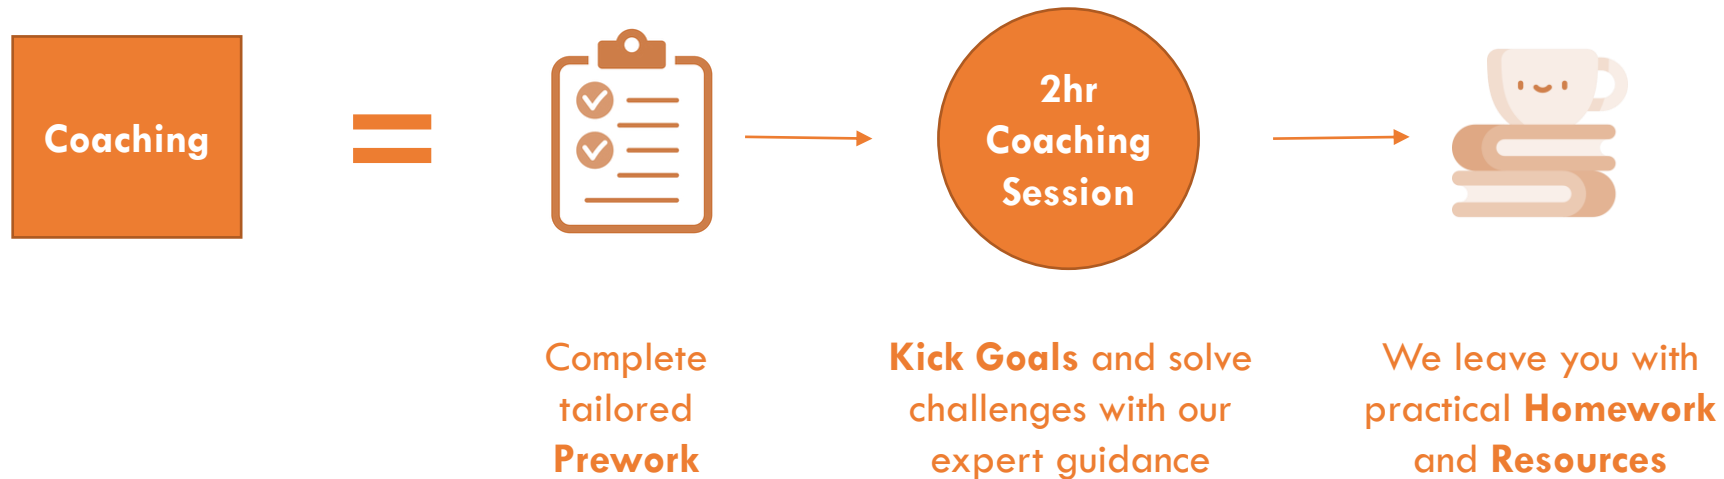 Coaching
2hr
Coaching
Session
Complete
tailored
Prework
Kick Goals and solve
challenges with our
expert guidance
We leave you with
practical Homework
and Resources